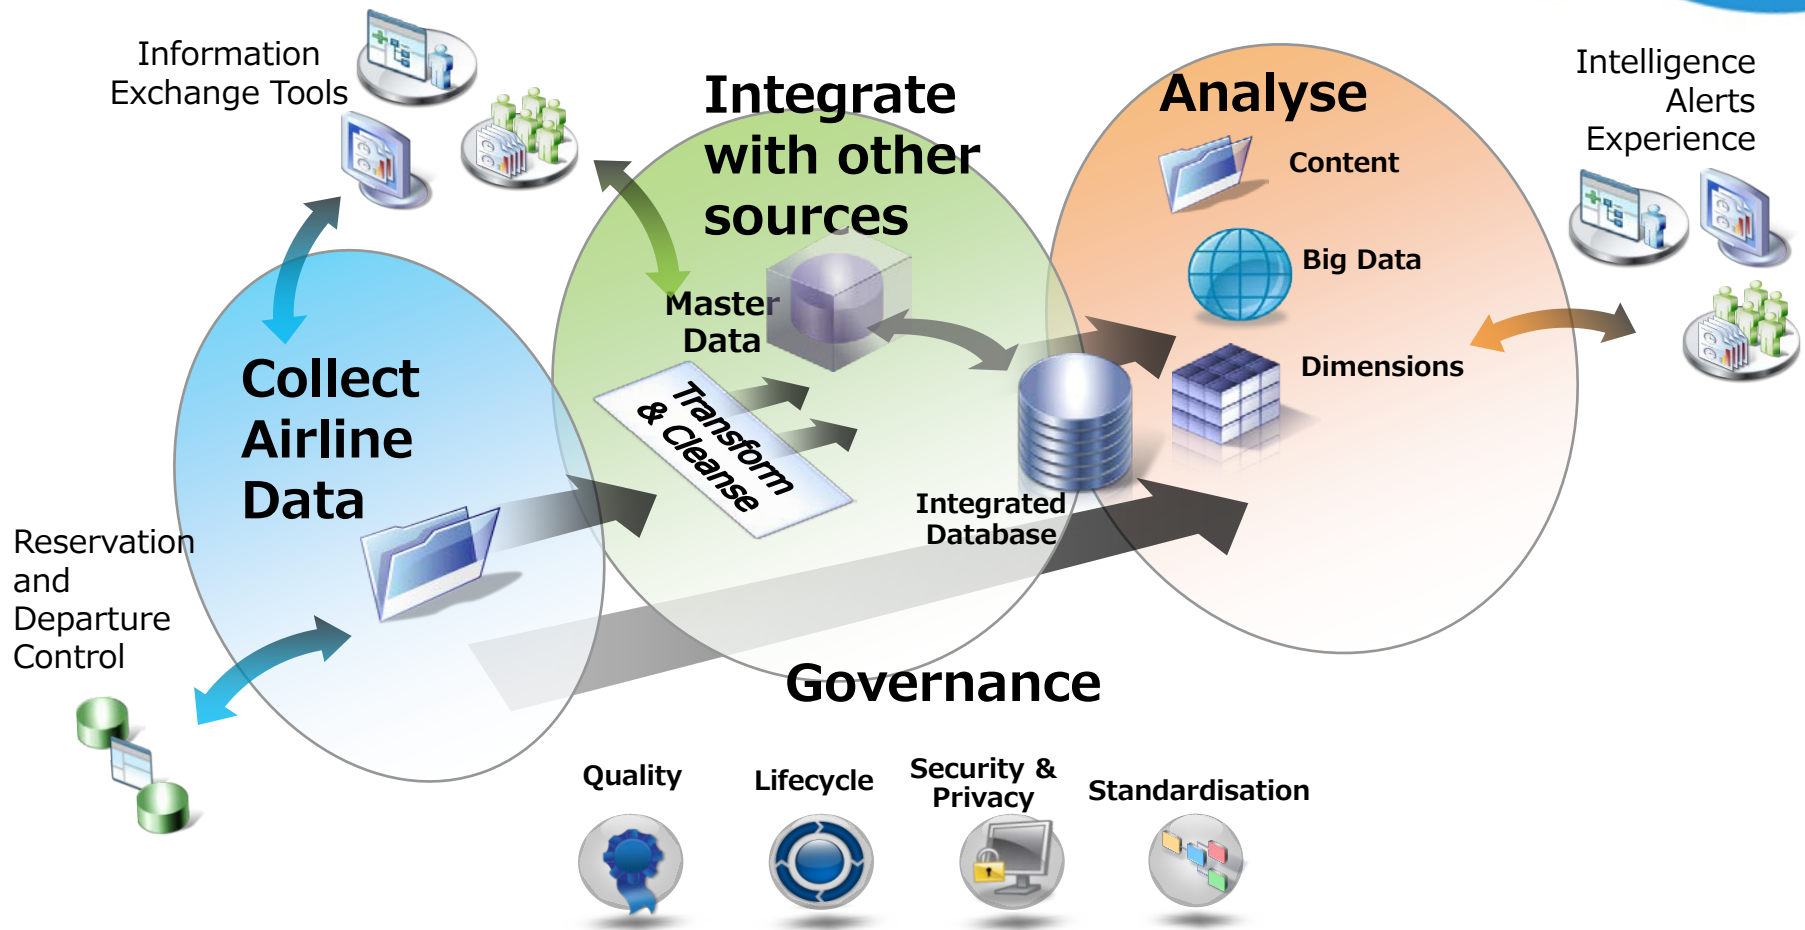 Information
Exchange Tools
Integrate
with other
sources
Analyse
Intelligence
Alerts
Experience
Content
Big Data
Dimensions
Master
Data
Transform
& Cleanse
Integrated
Database
Collect
Airline
Data
Reservation
and
Departure
Control
Governance
Quality
Lifecycle
Security &
Privacy
Standardisation